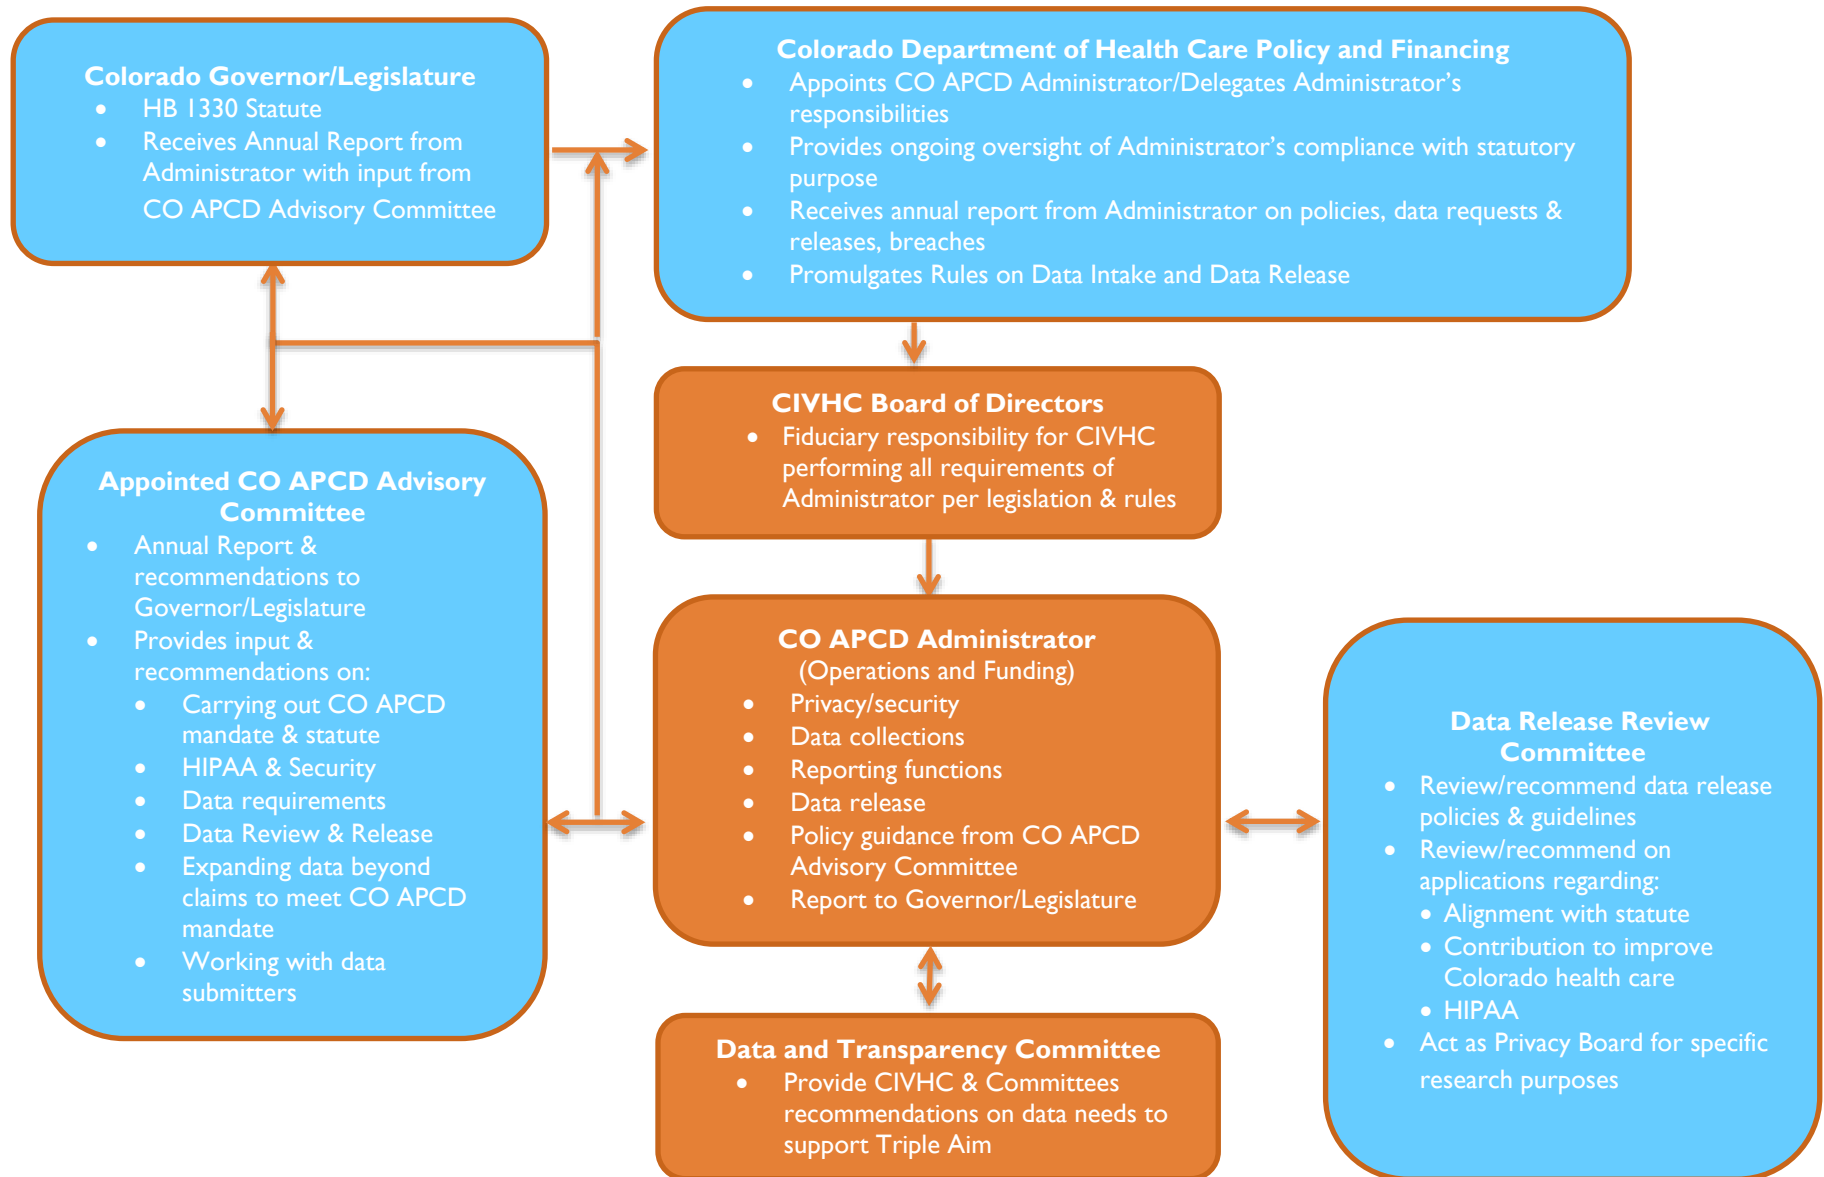 Colorado Governor/Legislature
• HB 1330 Statute
• Receives Annual Report from
Administrator with input from
CO APCD Advisory Committee
Colorado Department of Health Care Policy and Financing
• Appoints CO APCD Administrator/Delegates Administrator's
responsibilities
• Provides ongoing oversight of Administrator's compliance with statutory
purpose
• Receives annual report from Administrator on policies, data requests &
releases, breaches
• Promulgates Rules on Data Intake and Data Release
CIVHC Board of Directors
• Fiduciary responsibility for CIVHC
performing all requirements of
Administrator per legislation & rules
Appointed CO APCD Advisory
Committee
• Annual Report &
recommendations to
Governor/Legislature
• Provides input &
recommendations on:
• Carrying out CO APCD
mandate & statute
• HIPAA & Security
• Data requirements
• Data Review & Release
• Expanding data beyond
claims to meet CO APCD
mandate
• Working with data
submitters
CO APCD Administrator
(Operations and Funding)
• Privacy/security
• Data collections
• Reporting functions
• Data release
• Policy guidance from CO APCD
Advisory Committee
• Report to Governor/Legislature
Data Release Review
Committee
• Review/recommend data release
policies & guidelines
• Review/recommend on
applications regarding:
• Alignment with statute
• Contribution to improve
Colorado health care
• HIPAA
• Act as Privacy Board for specific
research purposes
Data and Transparency Committee
• Provide CIVHC & Committees
recommendations on data needs to
support Triple Aim